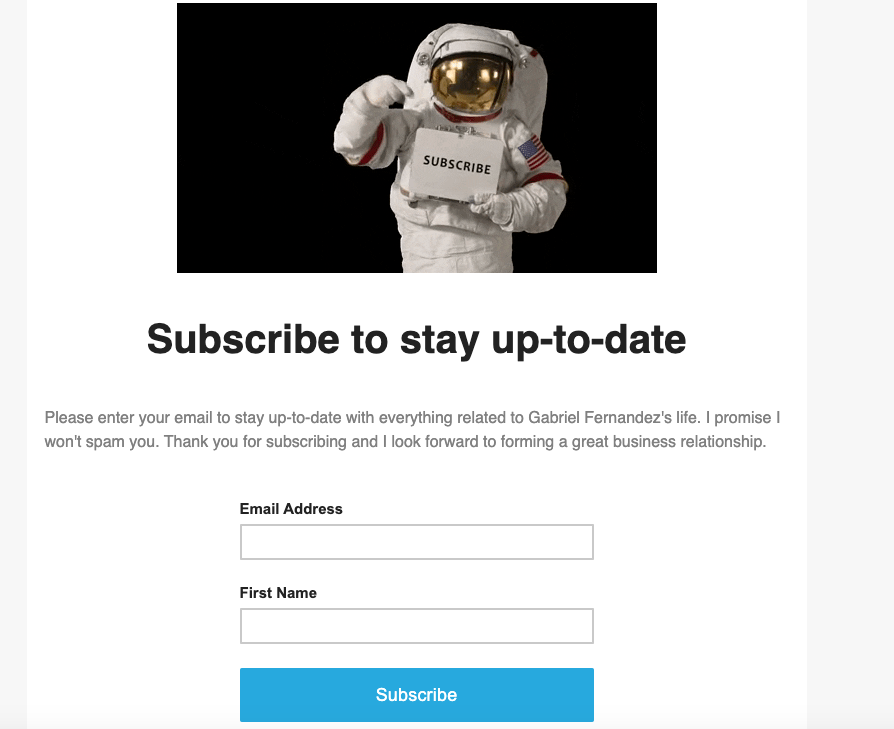 SUBSCRIBE
Subscribe to stay up-to-date
Please enter your email to stay up-to-date with everything related to Gabriel Fernandez's life. I promise I
won't spam you. Thank you for subscribing and I look forward to forming a great business relationship.
Email Address
First Name
Subscribe